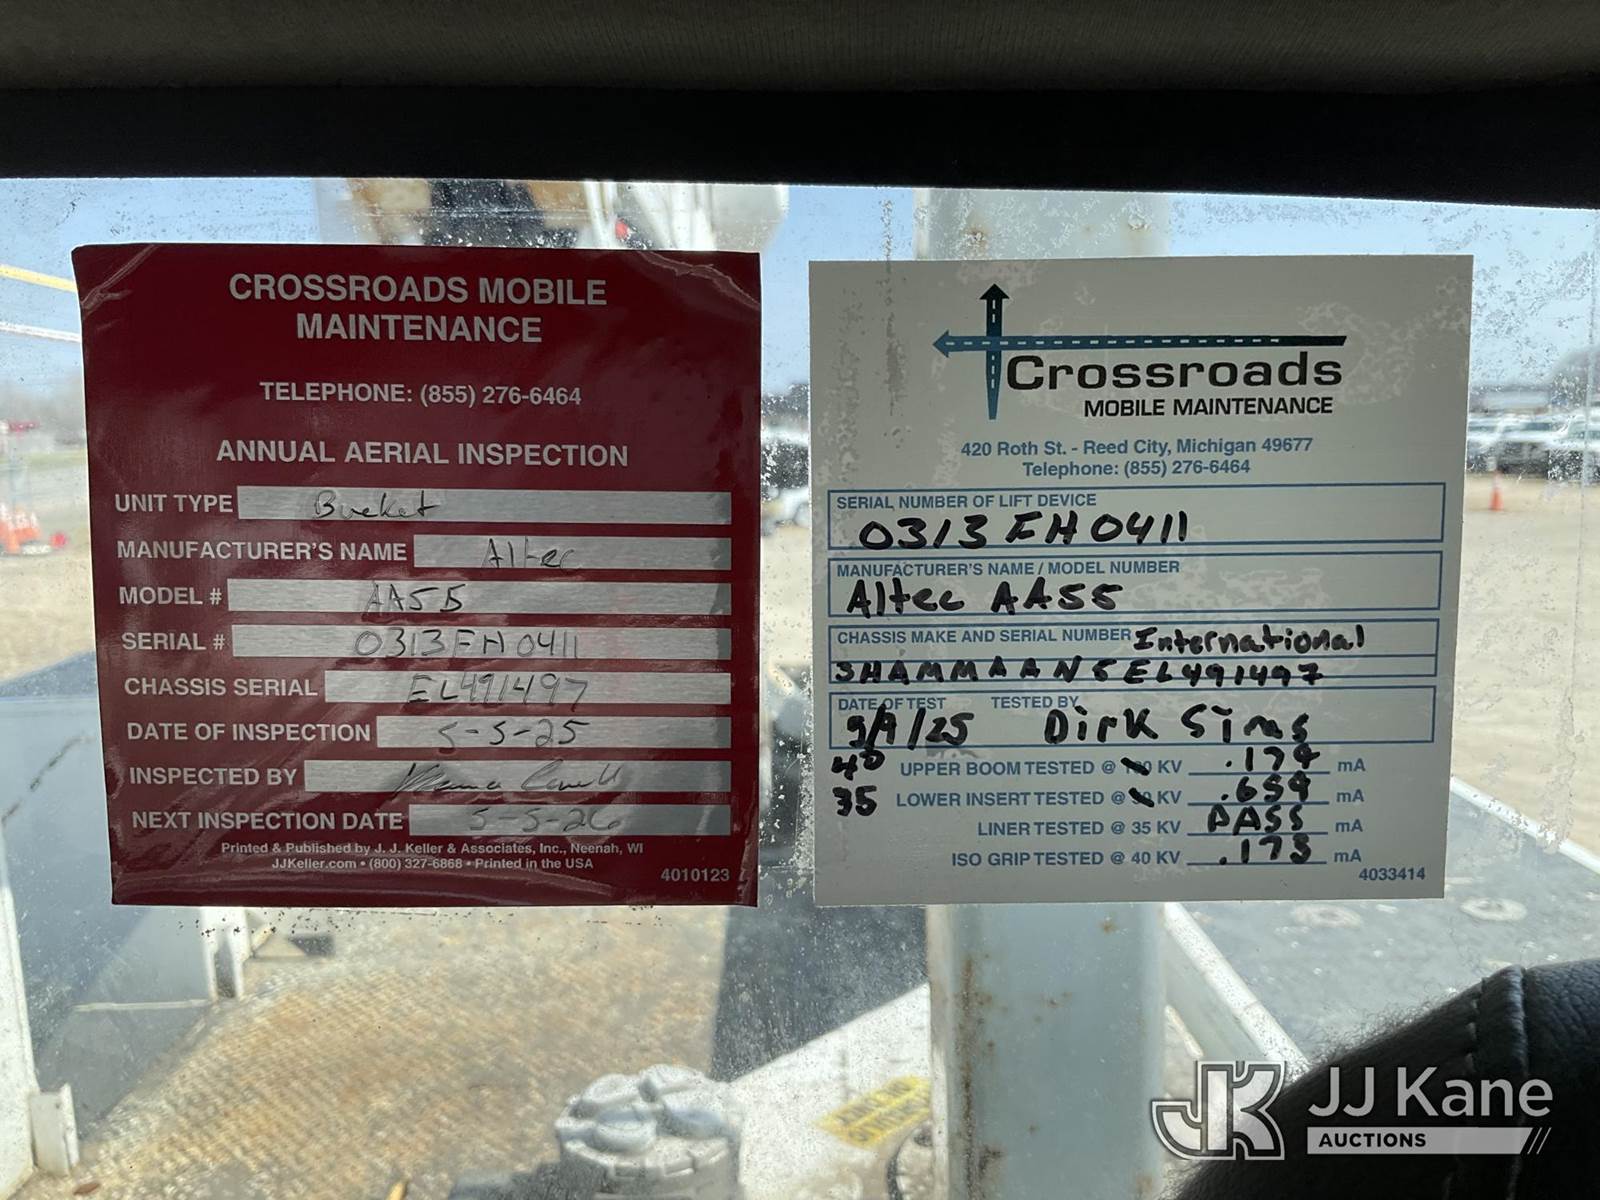 CROSSROADS MOBILE
MAINTENANCE
TELEPHONE: (855) 276-6464
ANNUAL AERIAL INSPECTION
UNIT TYPE Bucket
MANUFACTURER'S NAME Altec
MODEL # AA55
SERIAL # 0313FH0411
CHASSIS SERIAL EL491497
DATE OF INSPECTION 5-5-25
INSPECTED BY
NEXT INSPECTION DATE 5-5-26
Printed & Published by J. J. Keller & Associates, Inc., Neenah, WI
JJKeller.com • (800) 327-6868 • Printed in the USA
4010123
Crossroads
MOBILE MAINTENANCE
420 Roth St. - Reed City, Michigan 49677
Telephone: (855) 276-6464
SERIAL NUMBER OF LIFT DEVICE
0313FH0411
MANUFACTURER'S NAME / MODEL NUMBER
Altec AA55
CHASSIS MAKE AND SERIAL NUMBER International
3HAMMAAN5EL491497
DATE OF TEST TESTED BY
/25 Dirk Sims
40 UPPER BOOM TESTED @ KV .174 mA
35 LOWER INSERT TESTED @ KV .654 mA
LINER TESTED @ 35 KV PASS mA
ISO GRIP TESTED @ 40 KV .173 mA
4033414
JK JJ Kane
AUCTIONS